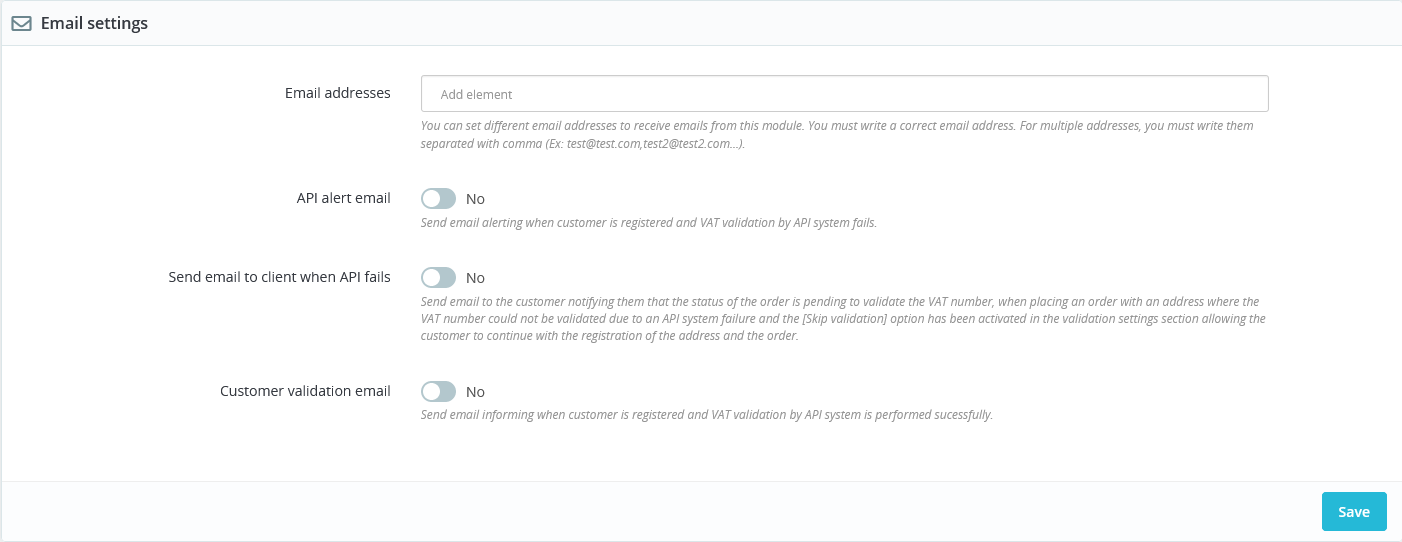 Email settings
Email addresses
Add element
You can set different email addresses to receive emails from this module. You must write a correct email address. For multiple addresses, you must write them
separated with comma (Ex: test@test.com,test2@test2.com...).
API alert email
No
Send email alerting when customer is registered and VAT validation by API system fails.
Send email to client when API fails
No
Send email to the customer notifying them that the status of the order is pending to validate the VAT number, when placing an order with an address where the
VAT number could not be validated due to an API system failure and the [Skip validation] option has been activated in the validation settings section allowing the
customer to continue with the registration of the address and the order.
Customer validation email
No
Send email informing when customer is registered and VAT validation by API system is performed sucessfully.
Save